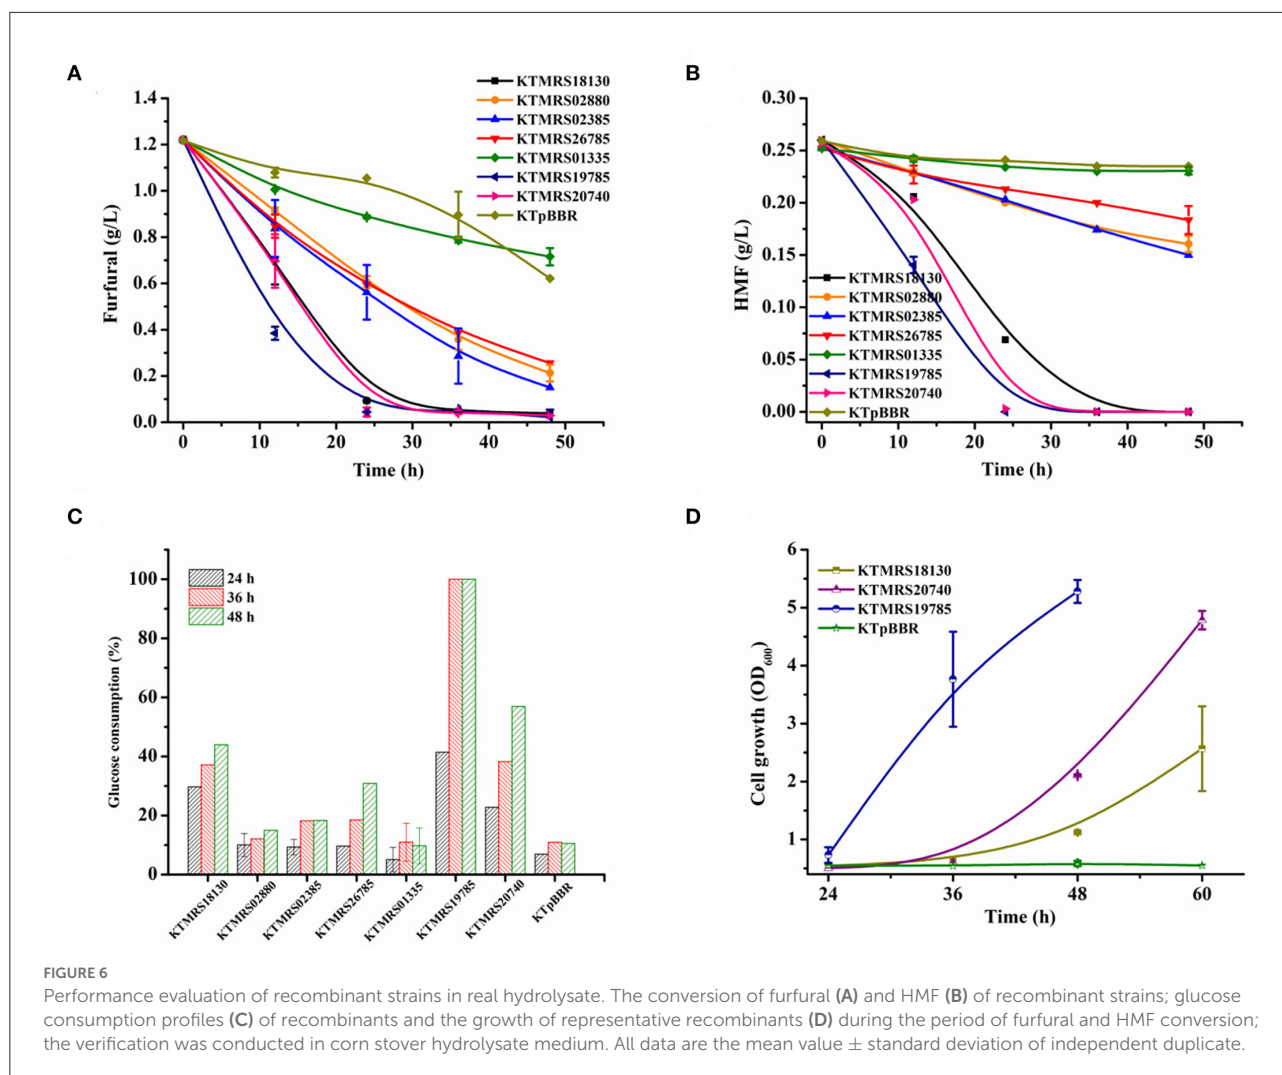 A
KTMRS18130
KTMRS02880
KTMRS02385
KTMRS26785
KTMRS01335
KTMRS19785
KTMRS20740
KTpBBR
1.4
1.2
1.0
0.8
0.6
0.4
0.2
0.0
Furfural (g/L)
0 10 20 30 40 50
Time (h)
B
KTMRS18130
KTMRS02880
KTMRS02385
KTMRS26785
KTMRS01335
KTMRS19785
KTMRS20740
KTpBBR
0.30
0.25
0.20
0.15
0.10
0.05
0.00
HMF (g/L)
0 10 20 30 40 50
Time (h)
C
24 h
36 h
48 h
100
80
60
40
20
0
Glucose consumption (%)
KTMRS18130
KTMRS02880
KTMRS02385
KTMRS26785
KTMRS01335
KTMRS19785
KTMRS20740
KTpBBR
D
KTMRS18130
KTMRS20740
KTMRS19785
KTpBBR
6
5
4
3
2
1
Cell growth (OD600)
24 36 48 60
Time (h)
FIGURE 6
Performance evaluation of recombinant strains in real hydrolysate. The conversion of furfural (A) and HMF (B) of recombinant strains; glucose
consumption profiles (C) of recombinants and the growth of representative recombinants (D) during the period of furfural and HMF conversion;
the verification was conducted in corn stover hydrolysate medium. All data are the mean value ± standard deviation of independent duplicate.